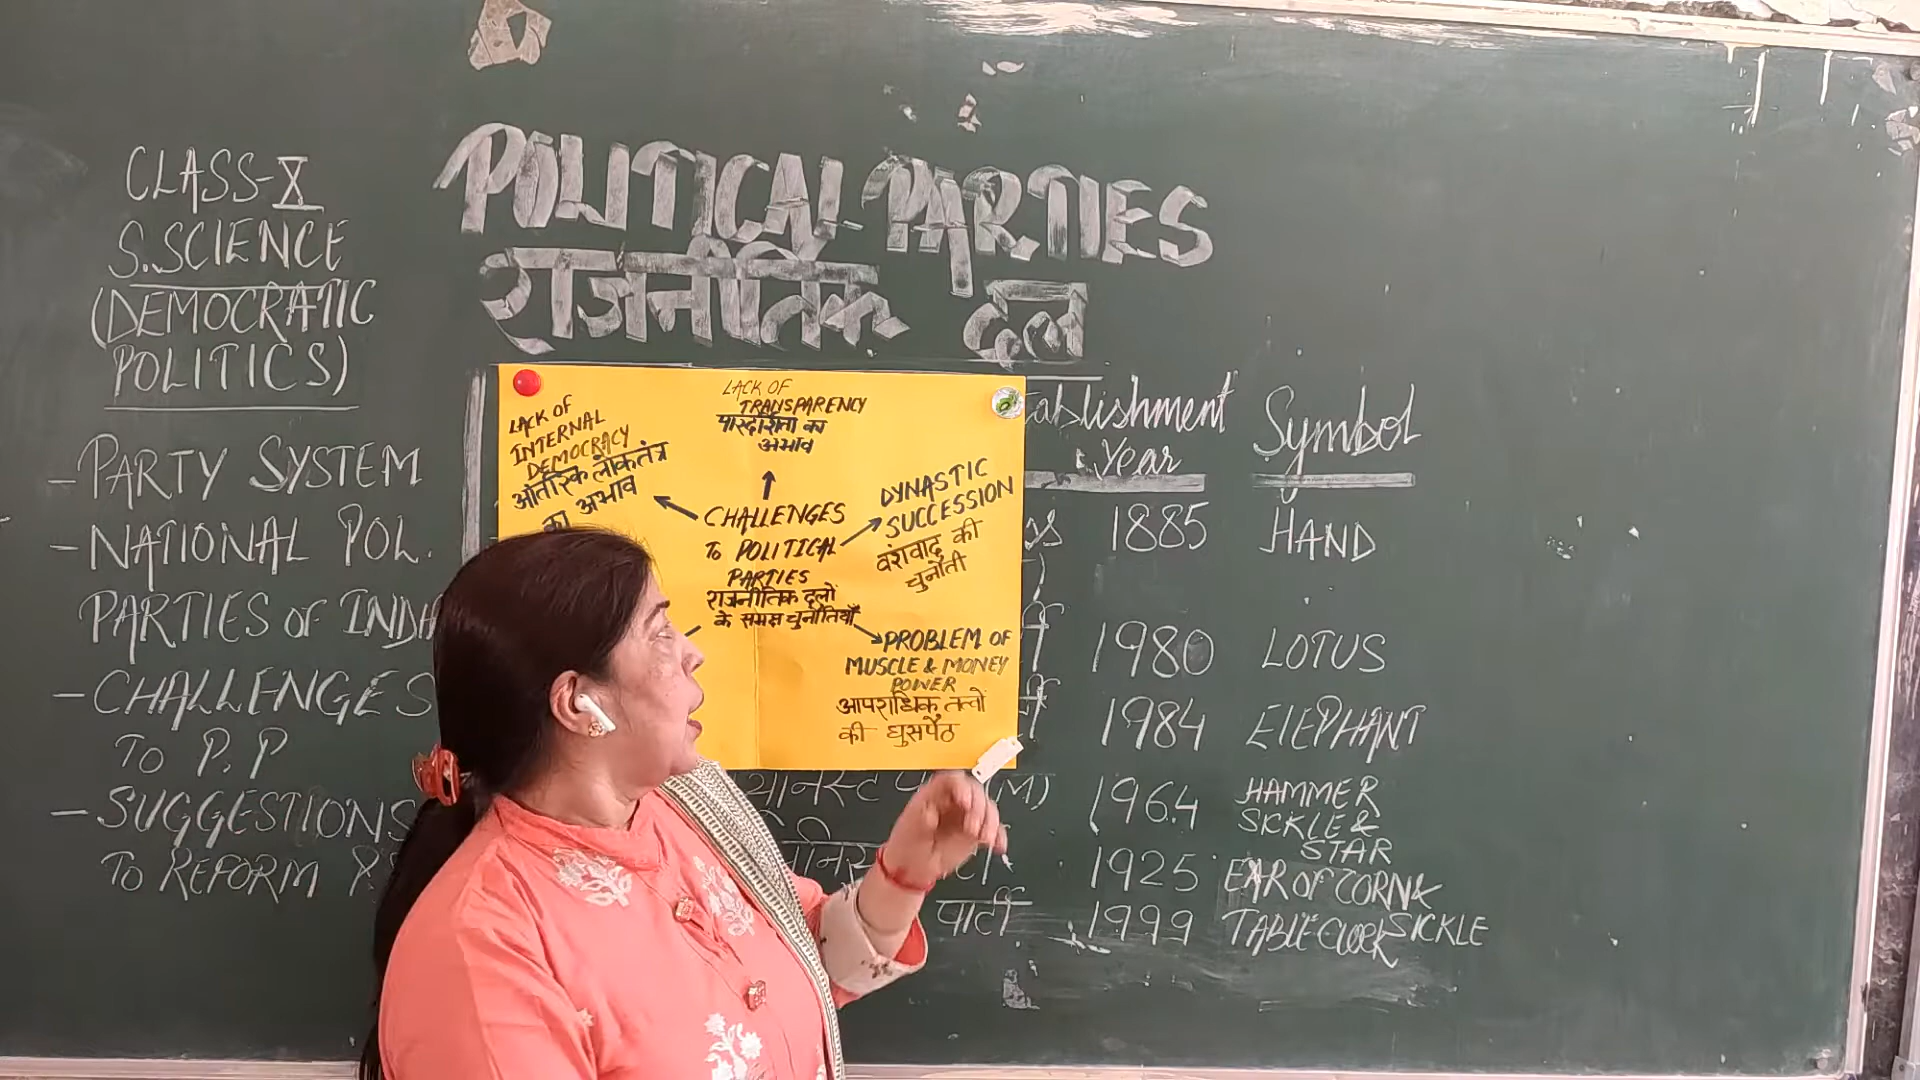 CLASS-X
S.SCIENCE
(DEMOCRATIC
POLITICS)
- PARTY SYSTEM
- NATIONAL POL.
PARTIES OF INDI
- CHALLENGES
TO P.P
- SUGGESTIONS
TO REFORM
POLITICAL PARTIES
राजनीतिक दल
LACK OF
INTERNAL
DEMOCRACY
आंतरिक लोकतंत्र
का अभाव
LACK OF
TRANSPARENCY
पारदर्शिता का
अभाव
CHALLENGES
TO POLITICAL
PARTIES
राजनीतिक दलों
के समक्ष चुनौतियाँ
DYNASTIC
SUCCESSION
वंशवाद की
चुनौती
PROBLEM OF
MUSCLE & MONEY
POWER
आपराधिक तत्वों
की घुसपैठ
ablishment
Year
Symbol
1885 HAND
1980 LOTUS
1984 ElEPHANT
(M) 1964 HAMMER
SICKLE &
STAR
1925 EAR OF CORN &
SICKLE
पार्टी 1999 TABLE CLOCK